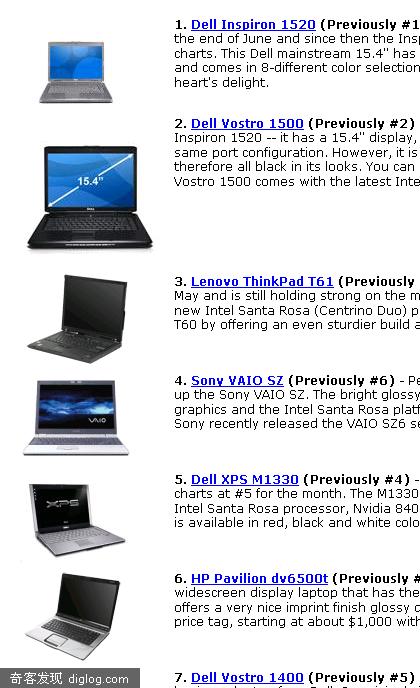 1. Dell Inspiron 1520 (Previously #1
the end of June and since then the Insp
charts. This Dell mainstream 15.4" has
and comes in 8-different color selection
heart's delight.
2. Dell Vostro 1500 (Previously #2)
Inspiron 1520 -- it has a 15.4" display,
same port configuration. However, it is
therefore all black in its looks. You can
Vostro 1500 comes with the latest Inte
15.4"
3. Lenovo ThinkPad T61 (Previously
May and is still holding strong on the m
new Intel Santa Rosa (Centrino Duo) p
T60 by offering an even sturdier build a
4. Sony VAIO SZ (Previously #6) - Pe
up the Sony VAIO SZ. The bright glossy
graphics and the Intel Santa Rosa platf
Sony recently released the VAIO SZ6 se
VAIO
5. Dell XPS M1330 (Previously #4) -
charts at #5 for the month. The M1330
Intel Santa Rosa processor, Nvidia 840
is available in red, black and white colo
XPS
6. HP Pavilion dv6500t (Previously #
widescreen display laptop that has the
offers a very nice imprint finish glossy c
price tag, starting at about $1,000 with
7. Dell Vostro 1400 (Previously #5)
奇客发现 diglog.com